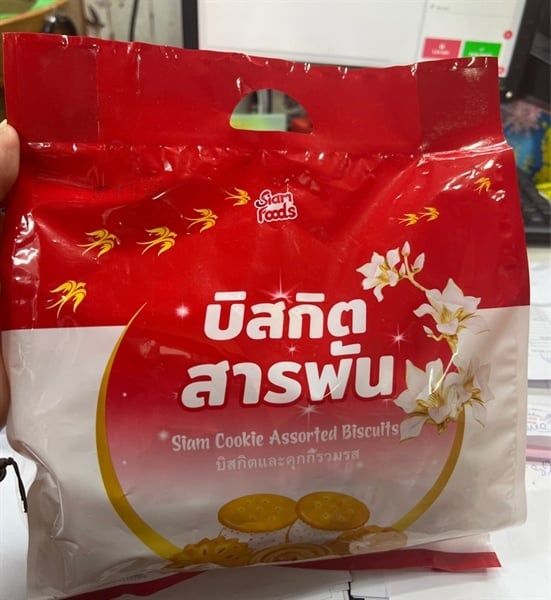 Siam
Foods
บิสกิต
สารพัน
Siam Cookie Assorted Biscuits
บิสกิตและคุกกี้รวมรส